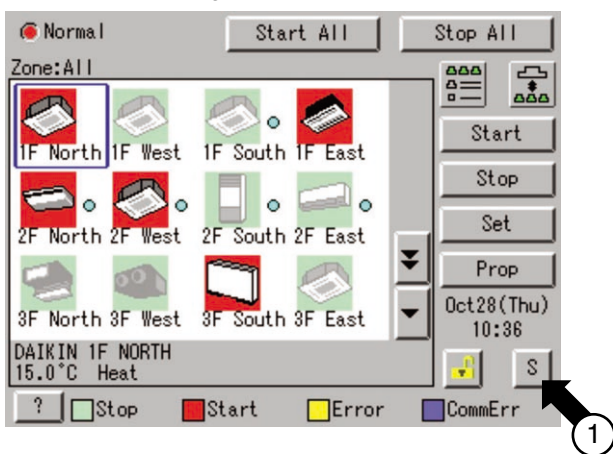 Normal Start All Stop All
Zone:All
1F North 1F West 1F South 1F East
Start
Stop
2F North 2F West 2F South 2F East
Set
Prop
3F North 3F West 3F South 3F East
Oct28(Thu)
10:36
DAIKIN 1F NORTH
15.0°C Heat
S
? Stop Start Error CommErr
1